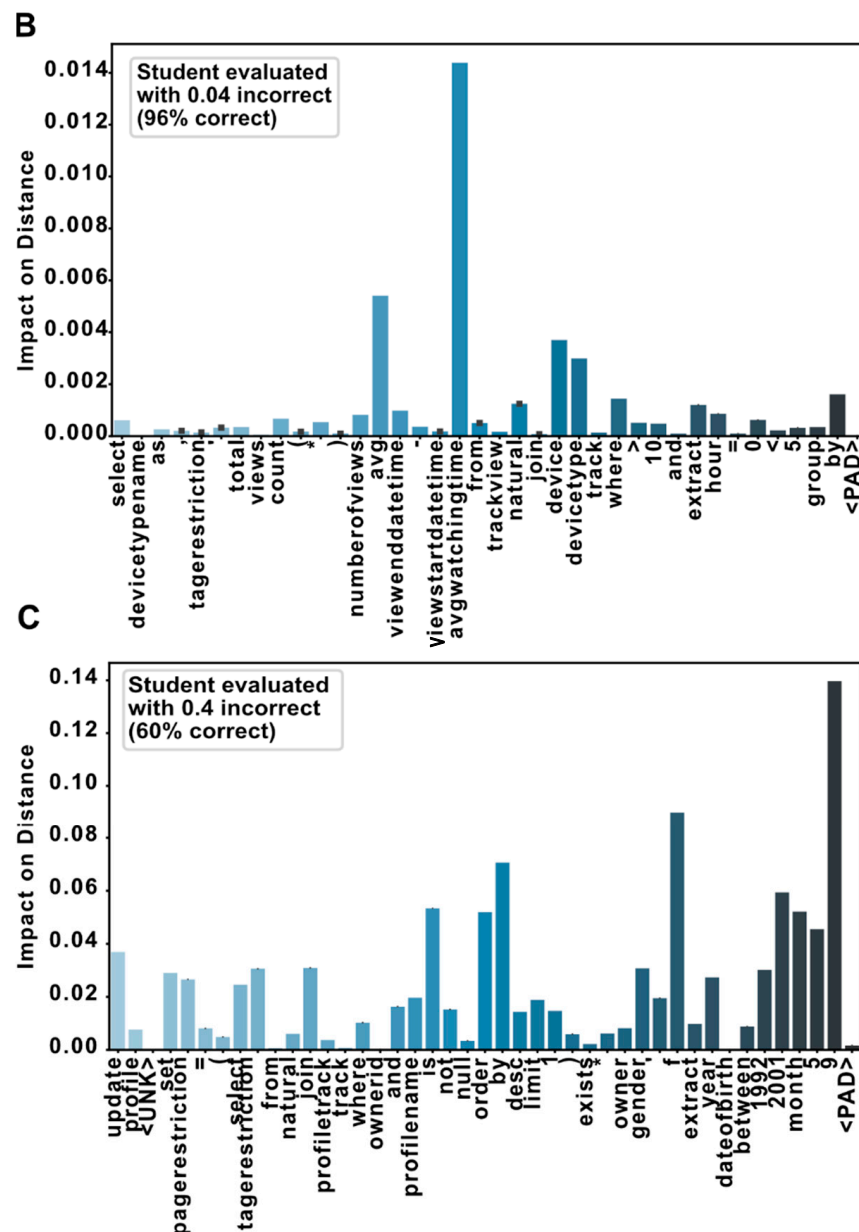 B
0.014
0.012
0.010
0.008
0.006
0.004
0.002
0.000
Impact on Distance
Student evaluated
with 0.04 incorrect
(96% correct)
select
devicetypename
as
,
tagerestriction
total
views
count
(
*
)
numberofviews
avg
viewenddatetime
-
viewstartdatetime
avgwatchingtime
from
trackview
natural
join
device
devicetype
track
where
>
10
and
extract
hour
=
0
<
5
group
by
<PAD>
C
0.14
0.12
0.10
0.08
0.06
0.04
0.02
0.00
Impact on Distance
Student evaluated
with 0.4 incorrect
(60% correct)
update
profile
<UNK>
set
pagerestriction
=
(
select
tagerestriction
from
natural
join
profiletrack
track
where
ownerid
and
profilename
is
not
null
order
by
desc
limit
1
)
exists
*
owner
gender
,
f
extract
year
dateofbirth
between
1992
2001
month
5
9
<PAD>